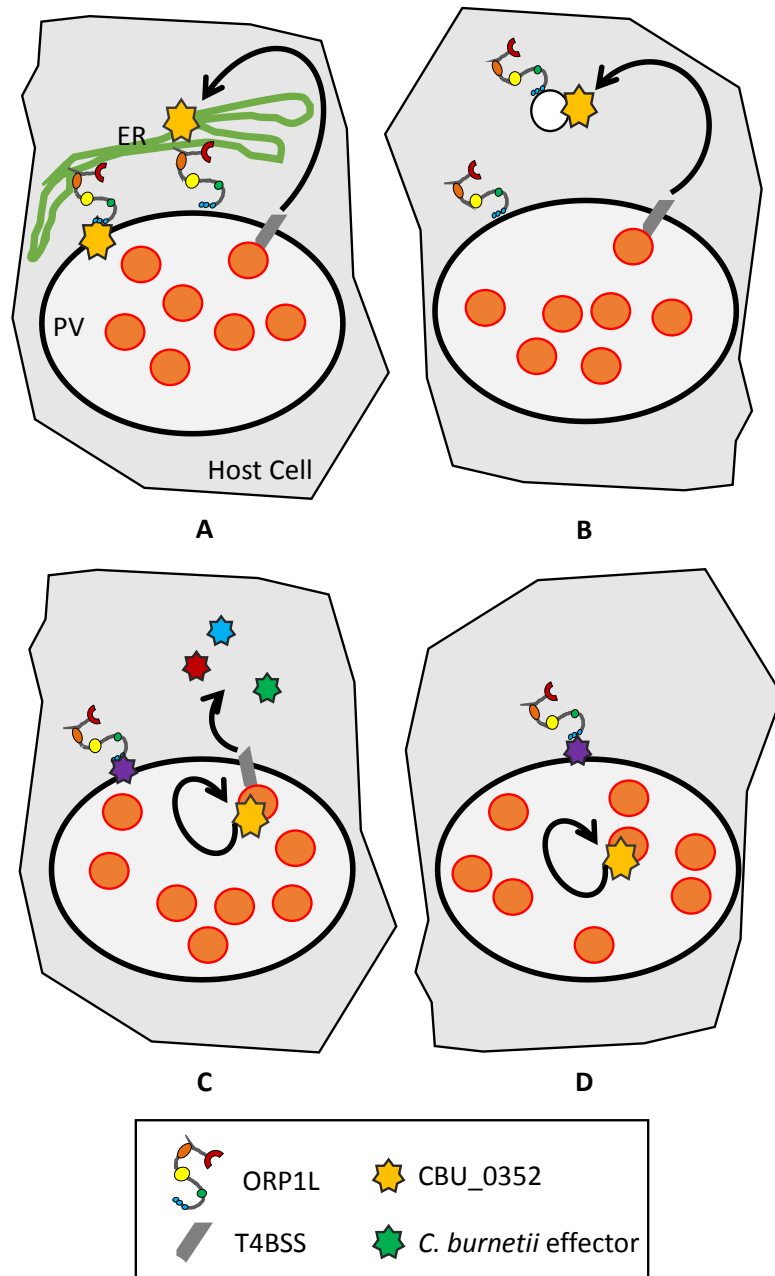 ER
PV
Host Cell
A
B
C
D
ORP1L
CBU_0352
T4BSS
C. burnetii effector